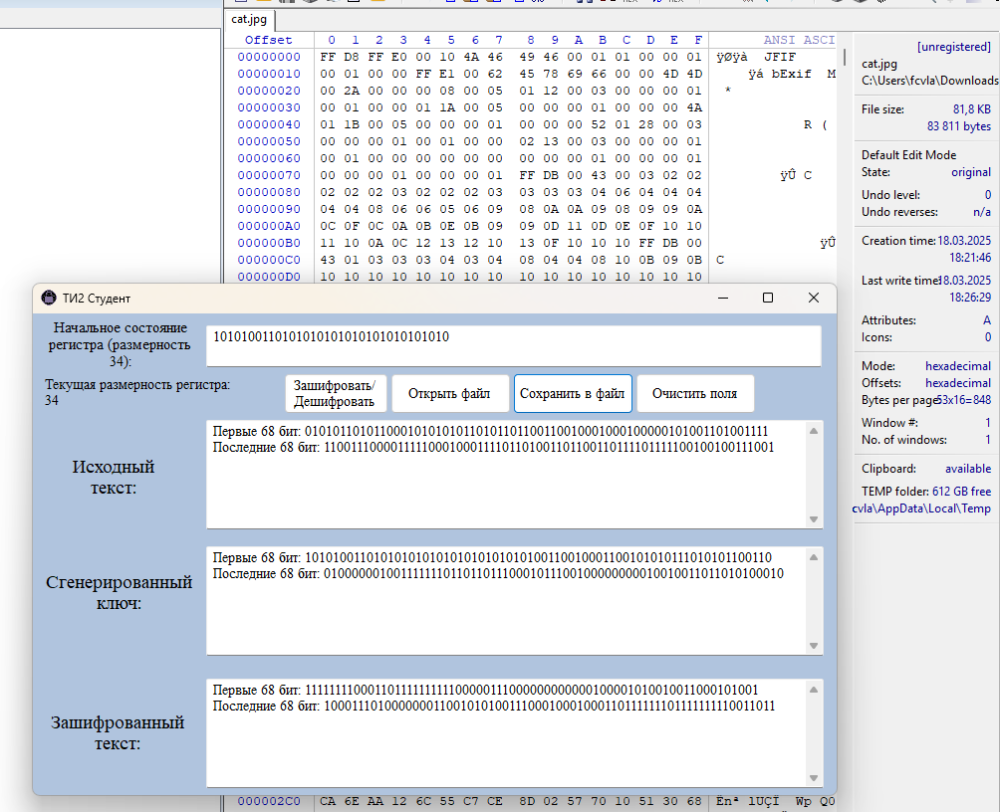 cat.jpg
Offset 0 1 2 3 4 5 6 7 8 9 A B C D E F ANSI ASCI
00000000 FF D8 FF E0 00 10 4A 46 49 46 00 01 01 00 00 01 ÿØÿà JFIF
00000010 00 01 00 00 FF E1 00 62 45 78 69 66 00 00 4D 4D ÿá bExif M
00000020 00 2A 00 00 00 08 00 05 01 12 00 03 00 00 00 01 *
00000030 00 01 00 00 01 1A 00 05 00 00 00 01 00 00 00 4A
00000040 01 1B 00 05 00 00 00 01 00 00 00 52 01 28 00 03 R (
00000050 00 00 00 01 00 01 00 00 02 13 00 03 00 00 00 01
00000060 00 01 00 00 00 00 00 00 00 00 00 01 00 00 00 01
00000070 00 00 00 01 00 00 00 01 FF DB 00 43 00 03 02 02 ÿÛ C
00000080 02 02 02 03 02 02 02 03 03 03 03 04 06 04 04 04
00000090 04 04 08 06 06 05 06 09 08 0A 0A 09 08 09 09 0A
000000A0 0C 0F 0C 0A 0B 0E 0B 09 09 0D 11 0D 0E 0F 10 10
000000B0 11 10 0A 0C 12 13 12 10 13 0F 10 10 10 FF DB 00 ÿÛ
000000C0 43 01 03 03 03 04 03 04 08 04 04 08 10 0B 09 0B C
000000D0 10 10 10 10 10 10 10 10 10 10 10 10 10 10 10 10
[unregistered]
cat.jpg
C:\Users\fcvla\Downloads
File size: 81,8 KB
83 811 bytes
Default Edit Mode
State: original
Undo level: 0
Undo reverses: n/a
Creation time: 18.03.2025
18:21:46
Last write time 18.03.2025
18:26:29
Attributes: A
Icons: 0
Mode: hexadecimal
Offsets: hexadecimal
Bytes per page 53x16=848
Window #: 1
No. of windows: 1
Clipboard: available
TEMP folder: 612 GB free
cvla\AppData\Local\Temp
ТИ2 Студент
Начальное состояние
регистра (размерность
34):
1010100110101010101010101010101010
Текущая размерность регистра:
34
Зашифровать/
Дешифровать
Открыть файл
Сохранить в файл
Очистить поля
Исходный
текст:
Первые 68 бит: 01010110101100010101010110101101100110010001000100000101001101001111
Последние 68 бит: 11001110000111110001000111101101001101100110111101111100100100111001
Сгенерированный
ключ:
Первые 68 бит: 10101001101010101010101010101010100110010001100101010111010101100110
Последние 68 бит: 01000000100111111101101101110001011100100000000010010011011010100010
Зашифрованный
текст:
Первые 68 бит: 11111111000110111111111100000111000000000000010000101001001100010​1001
Последние 68 бит: 10001110100000001100101010011100010001000110111111101111111110011011
000002C0 CA 6E AA 12 6C 55 C7 CE 8D 02 57 70 10 51 30 68 Ênª lUÇÎ Wp Q0